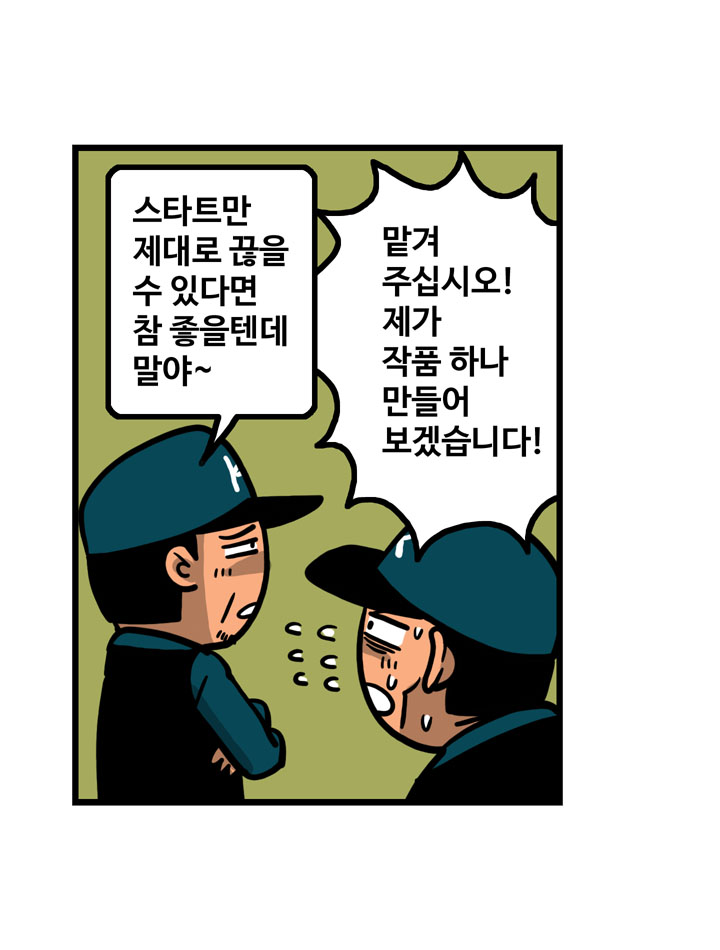 스타트만
제대로 끊을
수 있다면
참 좋을텐데
말야~
맡겨
주십시오!
제가
작품 하나
만들어
보겠습니다!